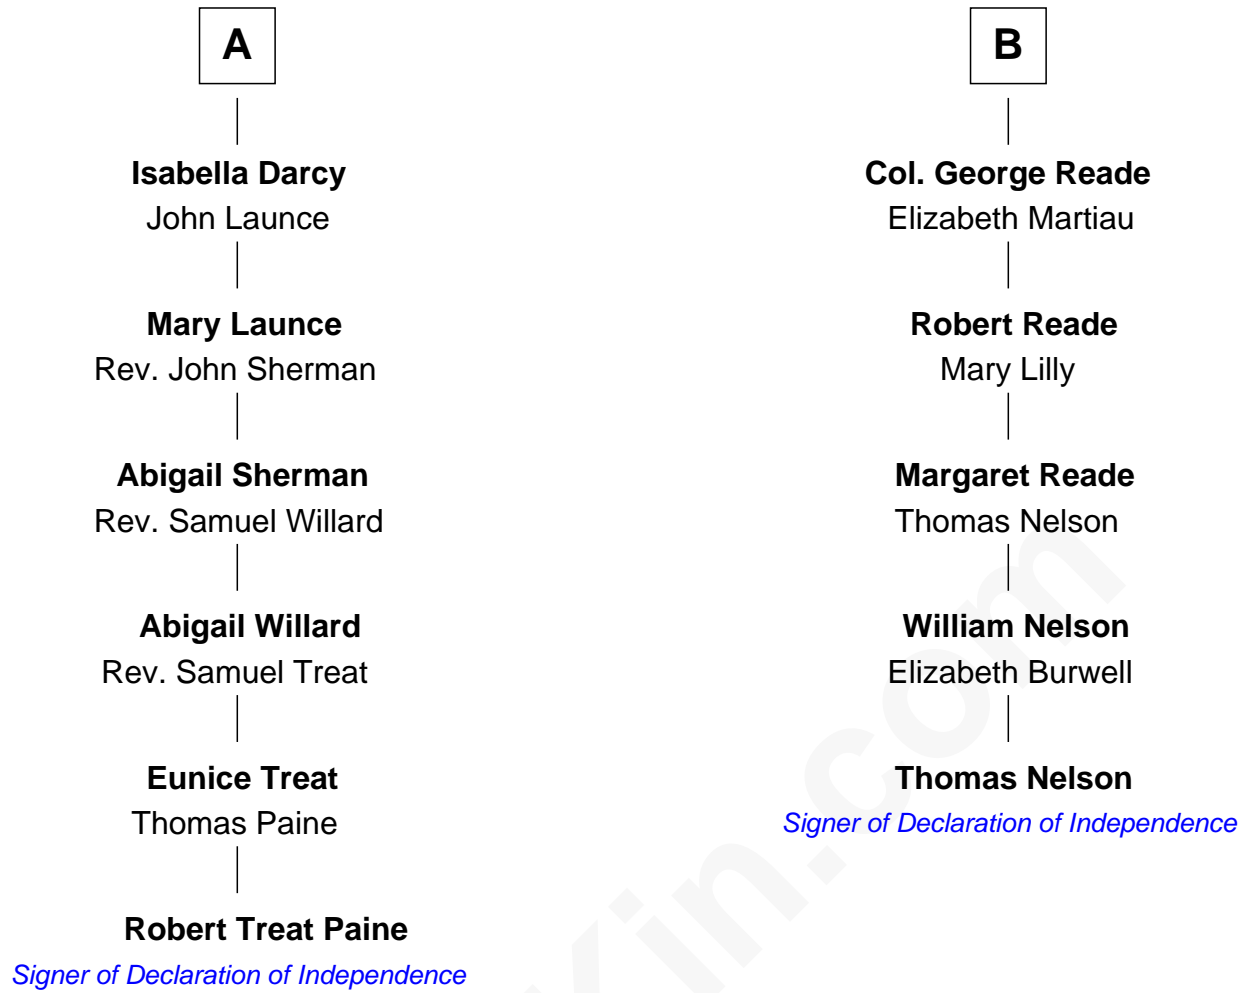 A
Isabella Darcy
John Launce
Mary Launce
Rev. John Sherman
Abigail Sherman
Rev. Samuel Willard
Abigail Willard
Rev. Samuel Treat
Eunice Treat
Thomas Paine
Robert Treat Paine
Signer of Declaration of Independence
B
Col. George Reade
Elizabeth Martiau
Robert Reade
Mary Lilly
Margaret Reade
Thomas Nelson
William Nelson
Elizabeth Burwell
Thomas Nelson
Signer of Declaration of Independence
Kin.com